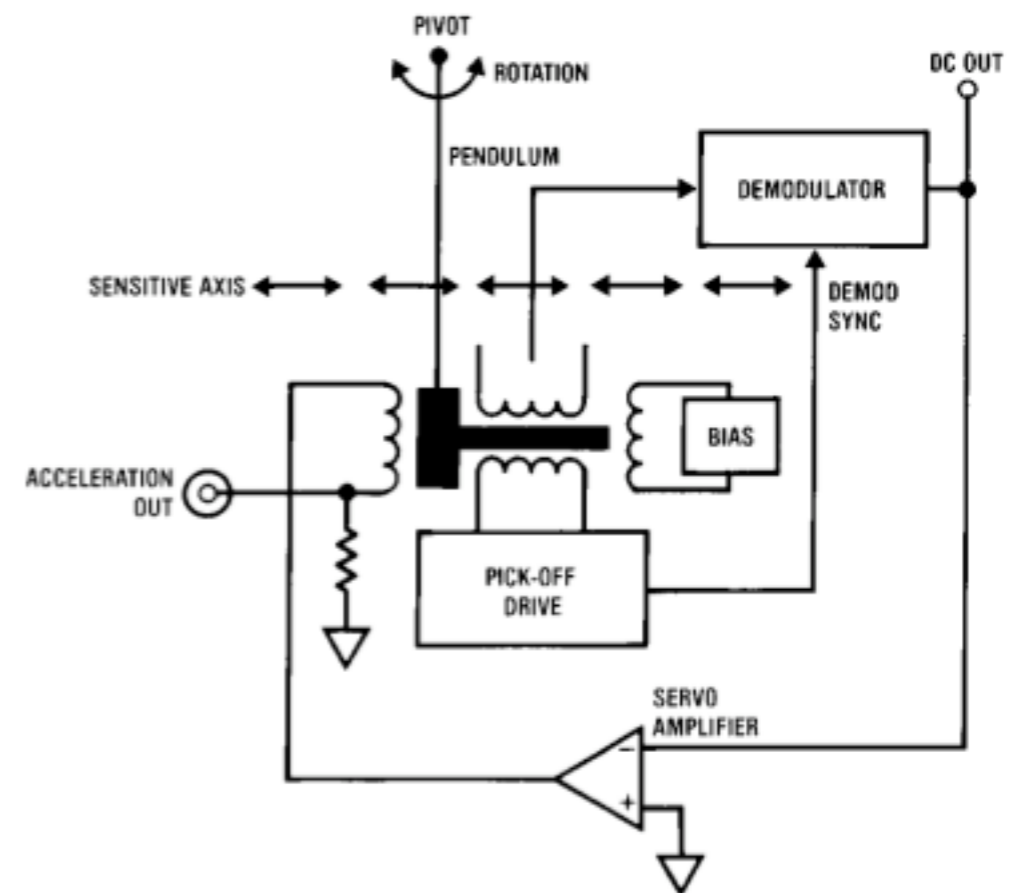 PIVOT
ROTATION
DC OUT
PENDULUM
DEMODULATOR
SENSITIVE AXIS
DEMOD
SYNC
BIAS
ACCELERATION
OUT
PICK-OFF
DRIVE
SERVO
AMPLIFIER
−
+